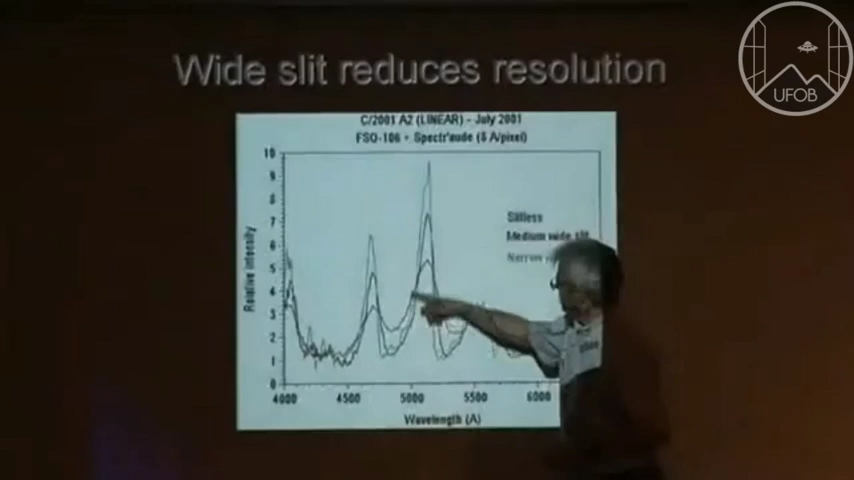 Wide slit reduces resolution
UFOB
C/2001 A2 (LINEAR) - July 2001
FSQ-106 + Spectr'aude (8 A/pixel)
10
9
8
7
6
5
4
3
2
1
0
Relative intensity
Slitless
Medium wide slit
Narrow
4000
4500
5000
5500
6000
Wavelength (A)